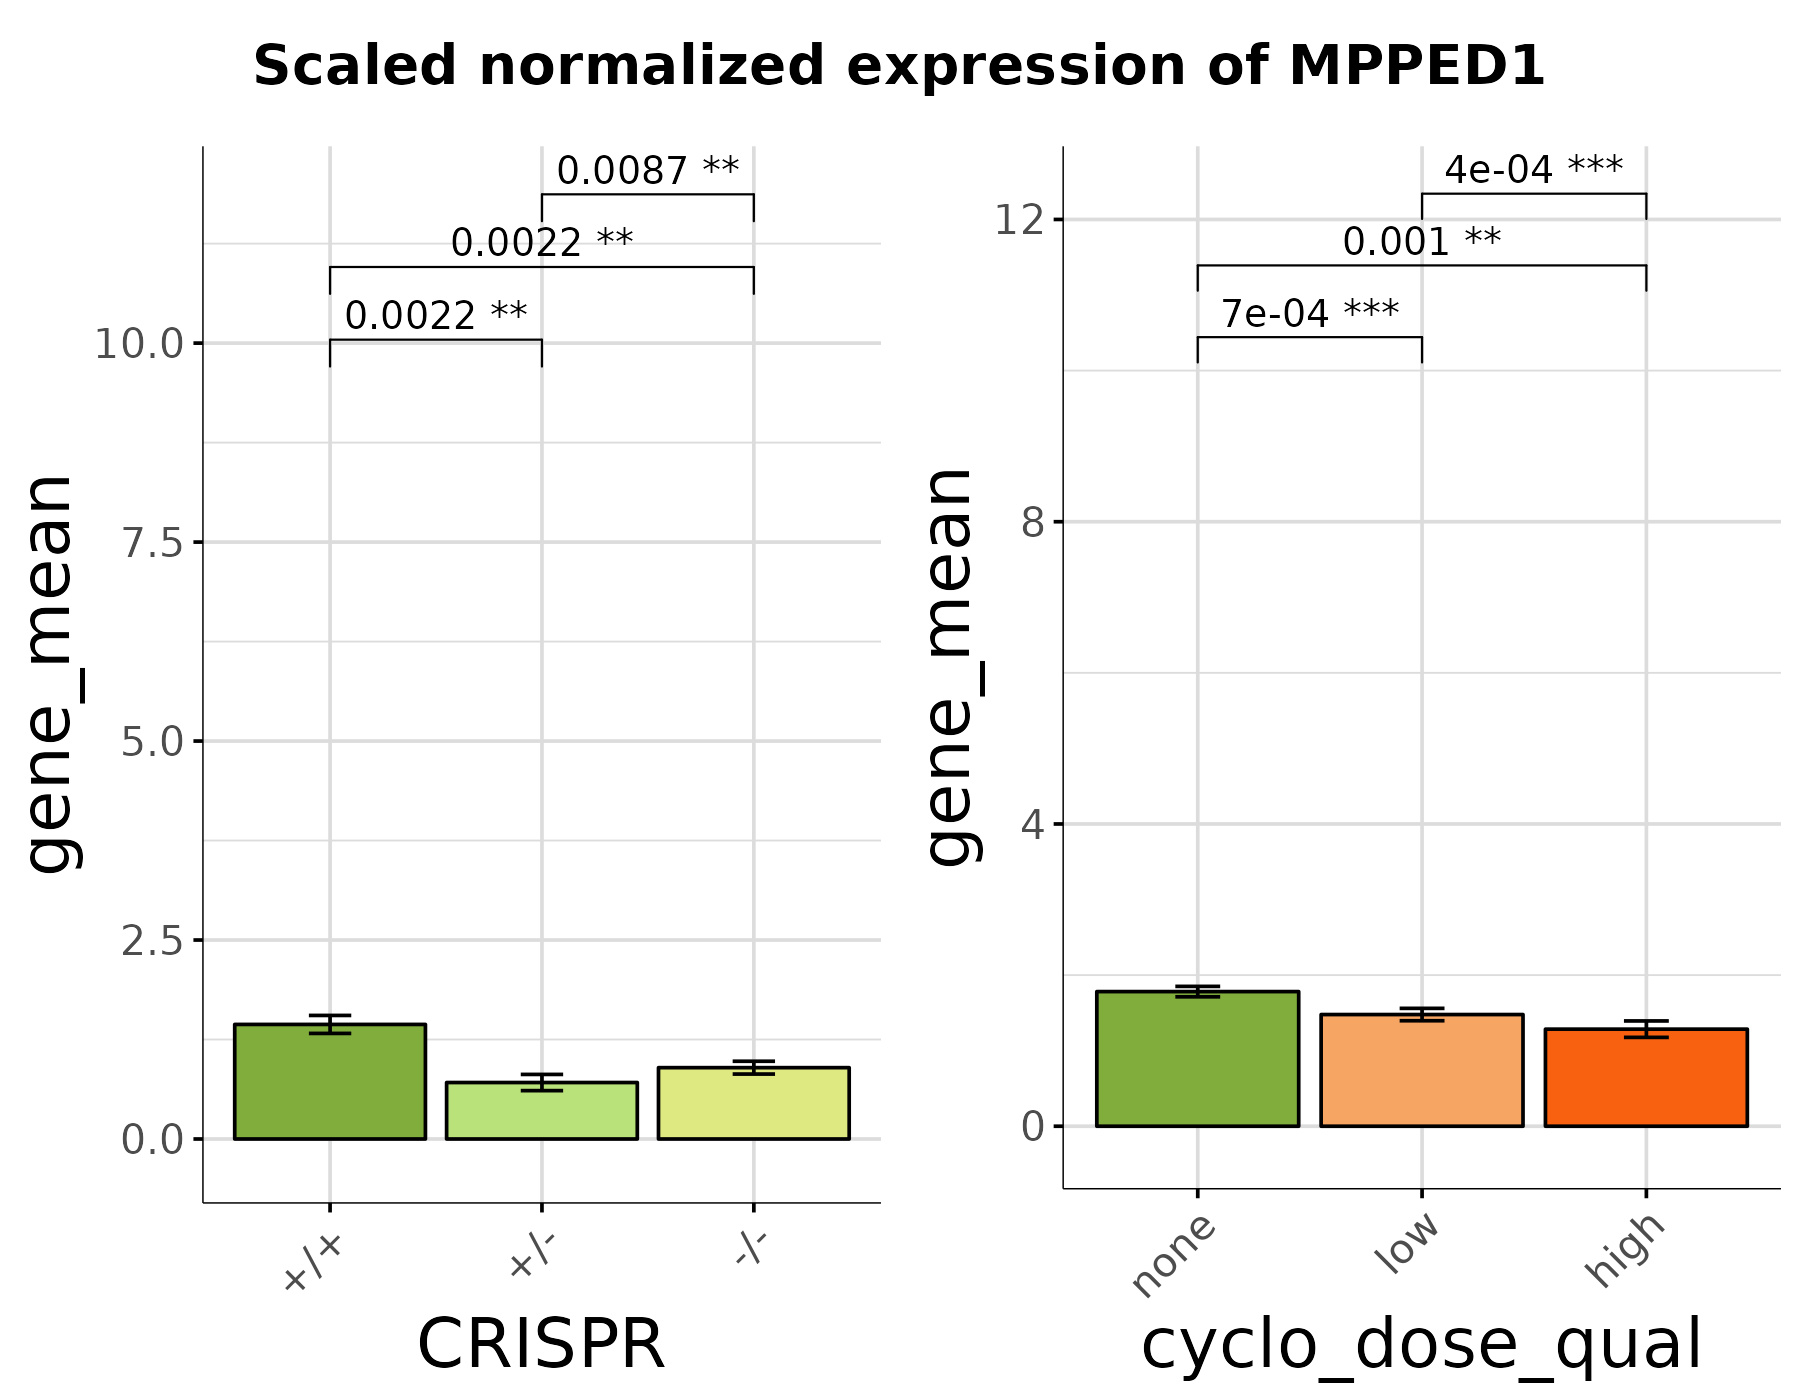 Scaled normalized expression of MPPED1
gene_mean
10.0
7.5
5.0
2.5
0.0
0.0087 **
0.0022 **
0.0022 **
+/+
+/-
-/-
CRISPR
gene_mean
12
8
4
0
4e-04 ***
0.001 **
7e-04 ***
none
low
high
cyclo_dose_qual